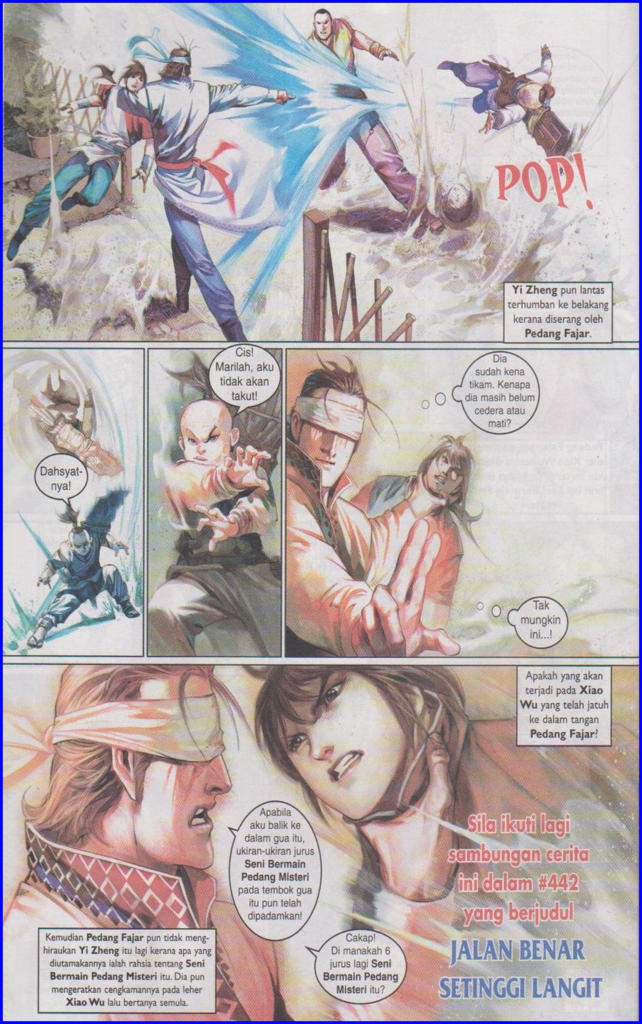 POP!
Yi Zheng pun lantas
terhumban ke belakang
kerana diserang oleh
Pedang Fajar.
Dahsyat-
nya!
Cis!
Marilah, aku
tidak akan
takut!
Dia
sudah kena
tikam. Kenapa
dia masih belum
cedera atau
mati?
Tak
mungkin
ini...!
Apakah yang akan
terjadi pada Xiao
Wu yang telah jatuh
ke dalam tangan
Pedang Fajar?
Apabila
aku balik ke
dalam gua itu,
ukiran-ukiran jurus
Seni Bermain
Pedang Misteri
pada tembok gua
itu pun telah
dipadamkan!
Cakap!
Di manakah 6
jurus lagi Seni
Bermain Pedang
Misteri itu?
Kemudian Pedang Fajar pun tidak meng-
hiraukan Yi Zheng itu lagi kerana apa yang
diutamakannya ialah rahsia tentang Seni
Bermain Pedang Misteri itu. Dia pun
mengeratkan cengkamannya pada leher
Xiao Wu lalu bertanya semula.
Sila ikuti lagi
sambungan cerita
ini dalam #442
yang berjudul
JALAN BENAR
SETINGGI LANGIT